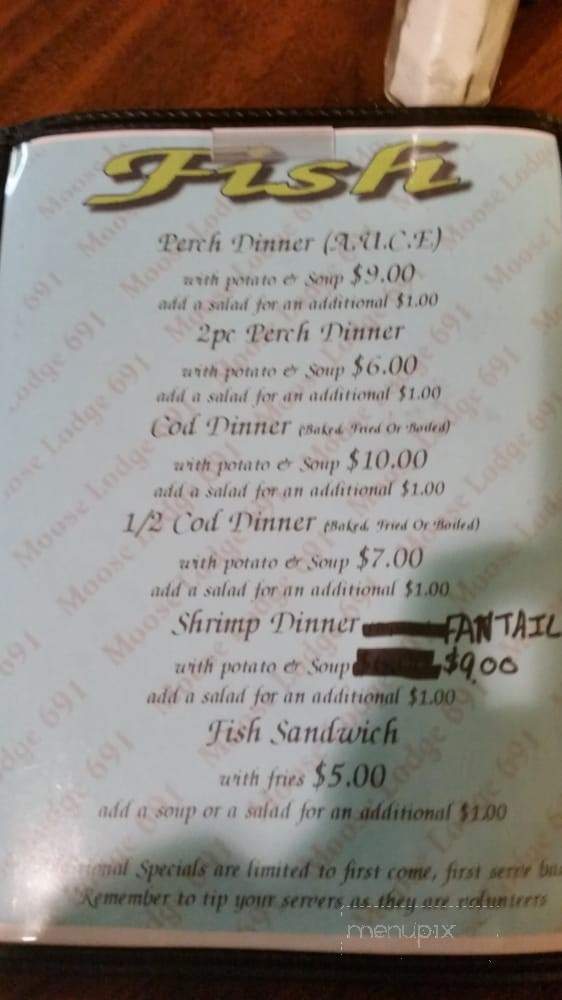 Fish
Perch Dinner (A.U.C.E)
with potato & Soup $9.00
add a salad for an additional $1.00
2pc Perch Dinner
with potato & Soup $6.00
add a salad for an additional $1.00
Cod Dinner (Baked, Fried Or Boiled)
with potato & Soup $10.00
add a salad for an additional $1.00
1/2 Cod Dinner (Baked, Fried Or Boiled)
with potato & Soup $7.00
add a salad for an additional $1.00
Shrimp Dinner FANTAIL
with potato & Soup $9.00
add a salad for an additional $1.00
Fish Sandwich
with fries $5.00
add a soup or a salad for an additional $1.00
Specials are limited to first come, first serve
Remember to tip your servers as they are volunteers
Moose Lodge 691
menupix